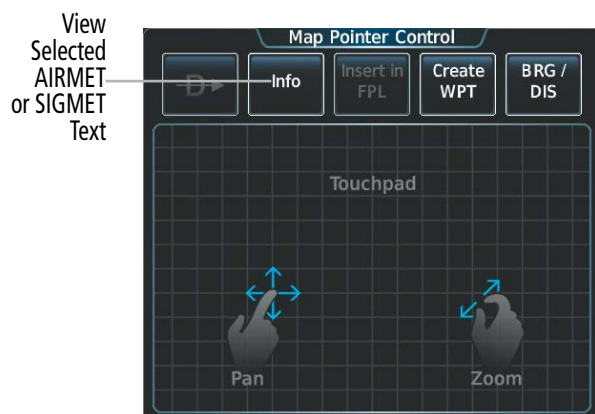 View
Selected
AIRMET
or SIGMET
Text
Map Pointer Control
D
Info
Insert in
FPL
Create
WPT
BRG /
DIS
Touchpad
Pan
Zoom